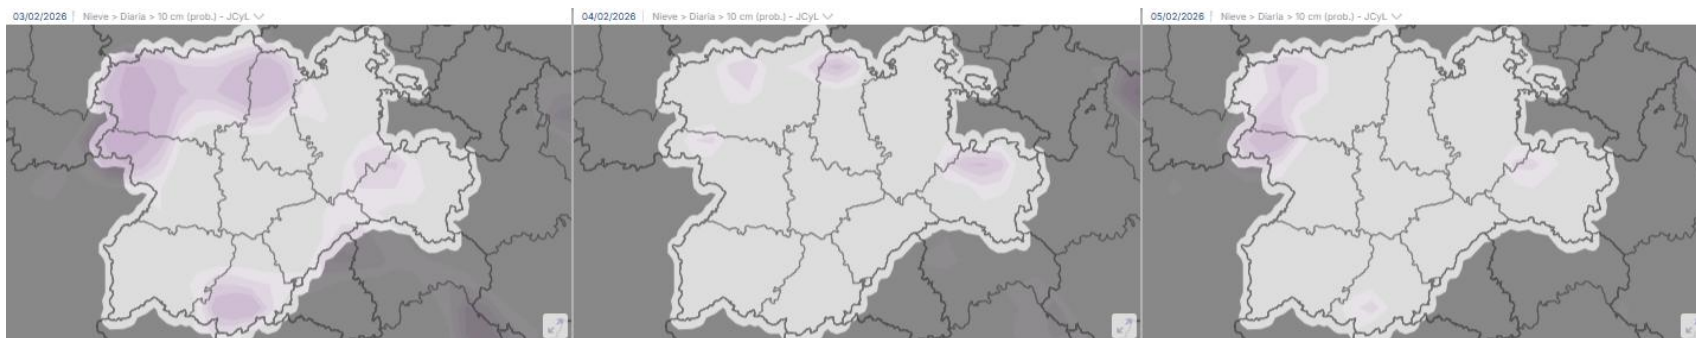 03/02/2026 Nieve > Diaria > 10 cm (prob.) - JCyL
04/02/2026 Nieve > Diaria > 10 cm (prob.) - JCyL
05/02/2026 Nieve > Diaria > 10 cm (prob.) - JCyL